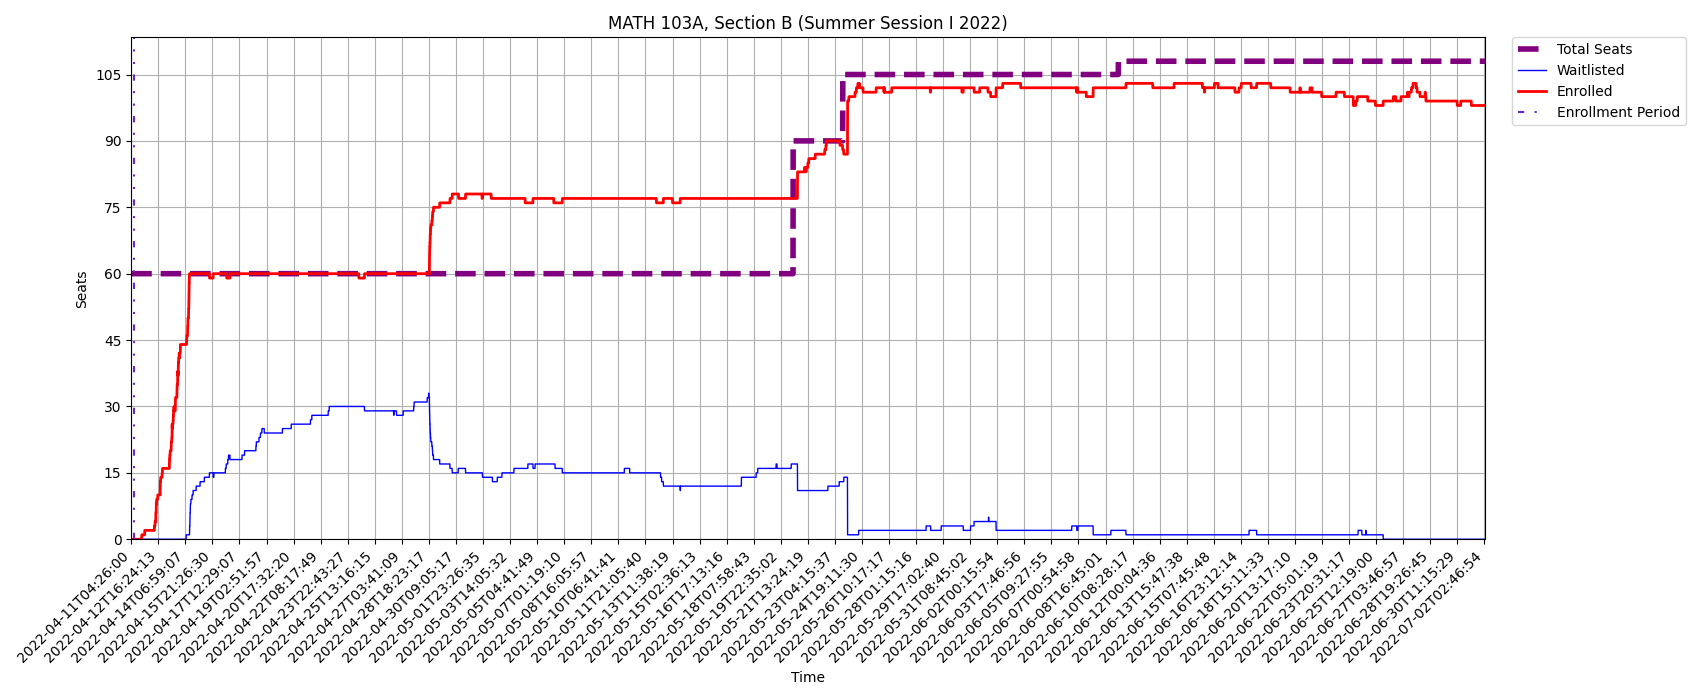 MATH 103A, Section B (Summer Session I 2022)
Total Seats
Waitlisted
Enrolled
Enrollment Period
Seats
105
90
75
60
45
30
15
0
2022-04-11T04:26:00
2022-04-12T16:24:13
2022-04-14T06:59:07
2022-04-15T21:26:30
2022-04-17T12:29:07
2022-04-19T02:51:57
2022-04-20T17:32:20
2022-04-22T08:17:49
2022-04-23T22:43:27
2022-04-25T13:16:15
2022-04-27T03:41:09
2022-04-28T18:23:17
2022-04-30T09:05:17
2022-05-01T23:26:35
2022-05-03T14:05:32
2022-05-05T04:41:49
2022-05-07T01:19:10
2022-05-08T16:05:57
2022-05-10T06:41:41
2022-05-11T21:05:40
2022-05-13T11:38:19
2022-05-15T02:36:13
2022-05-16T17:13:16
2022-05-18T07:58:43
2022-05-19T22:35:02
2022-05-21T13:24:19
2022-05-23T04:15:37
2022-05-24T19:11:30
2022-05-26T10:17:17
2022-05-28T01:15:16
2022-05-29T17:02:40
2022-05-31T08:45:02
2022-06-02T00:15:54
2022-06-03T17:46:56
2022-06-05T09:27:55
2022-06-07T00:54:58
2022-06-08T16:45:01
2022-06-10T08:28:17
2022-06-12T00:04:36
2022-06-13T15:47:38
2022-06-15T07:45:48
2022-06-16T23:12:14
2022-06-18T15:11:33
2022-06-20T13:17:10
2022-06-22T05:01:19
2022-06-23T20:31:17
2022-06-25T12:19:00
2022-06-27T03:46:57
2022-06-28T19:26:45
2022-06-30T11:15:29
2022-07-02T02:46:54
Time